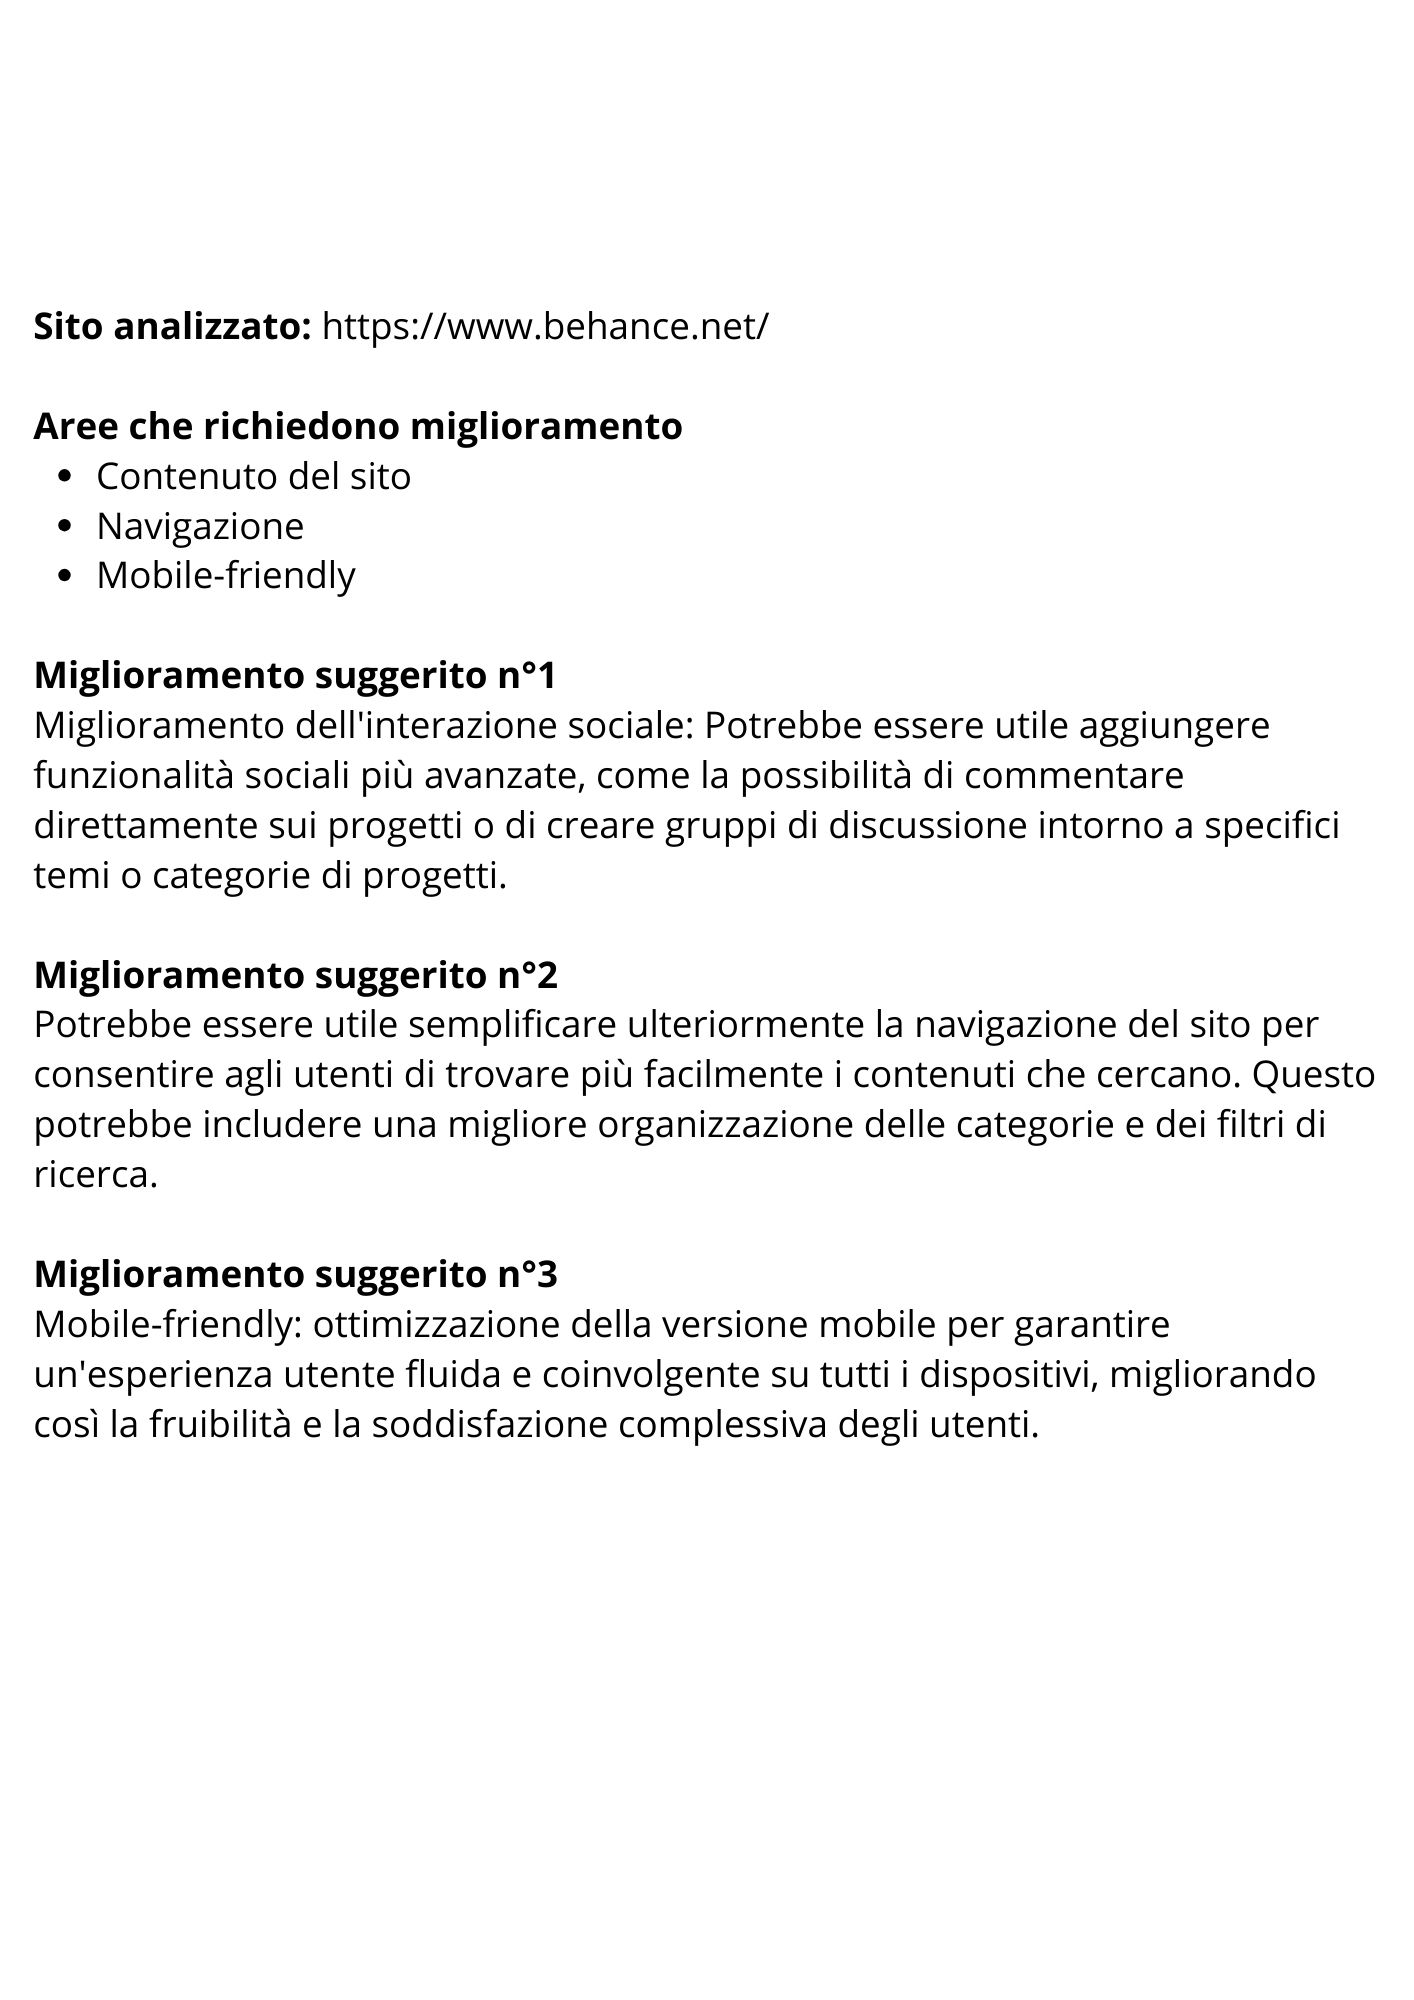 Sito analizzato: https://www.behance.net/
Aree che richiedono miglioramento
• Contenuto del sito
• Navigazione
• Mobile-friendly
Miglioramento suggerito n°1
Miglioramento dell'interazione sociale: Potrebbe essere utile aggiungere
funzionalità sociali più avanzate, come la possibilità di commentare
direttamente sui progetti o di creare gruppi di discussione intorno a specifici
temi o categorie di progetti.
Miglioramento suggerito n°2
Potrebbe essere utile semplificare ulteriormente la navigazione del sito per
consentire agli utenti di trovare più facilmente i contenuti che cercano. Questo
potrebbe includere una migliore organizzazione delle categorie e dei filtri di
ricerca.
Miglioramento suggerito n°3
Mobile-friendly: ottimizzazione della versione mobile per garantire
un'esperienza utente fluida e coinvolgente su tutti i dispositivi, migliorando
così la fruibilità e la soddisfazione complessiva degli utenti.